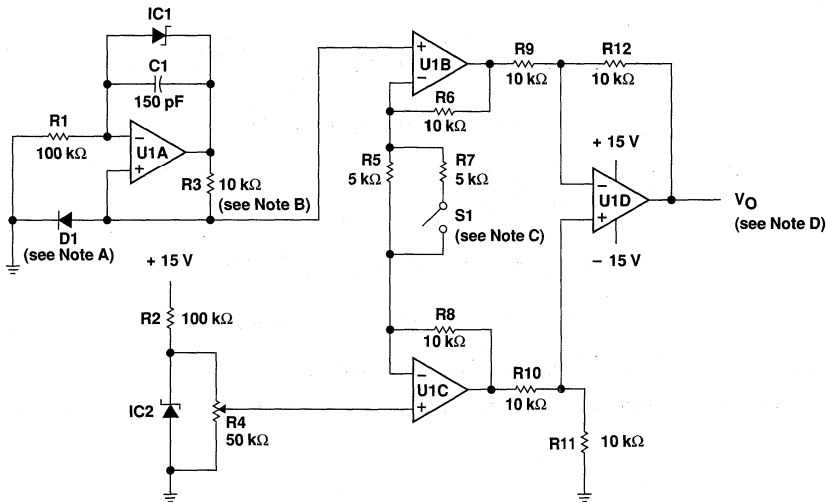 IC1
C1
150 pF
R1
100 kΩ
−
U1A
+
R3
10 kΩ
(see Note B)
D1
(see Note A)
+ 15 V
R2
100 kΩ
IC2
R4
50 kΩ
+
U1B
−
R6
10 kΩ
R5
5 kΩ
R7
5 kΩ
S1
(see Note C)
R8
10 kΩ
−
U1C
+
R9
10 kΩ
R12
10 kΩ
+ 15 V
−
U1D
+
− 15 V
VO
(see Note D)
R10
10 kΩ
R11
10 kΩ